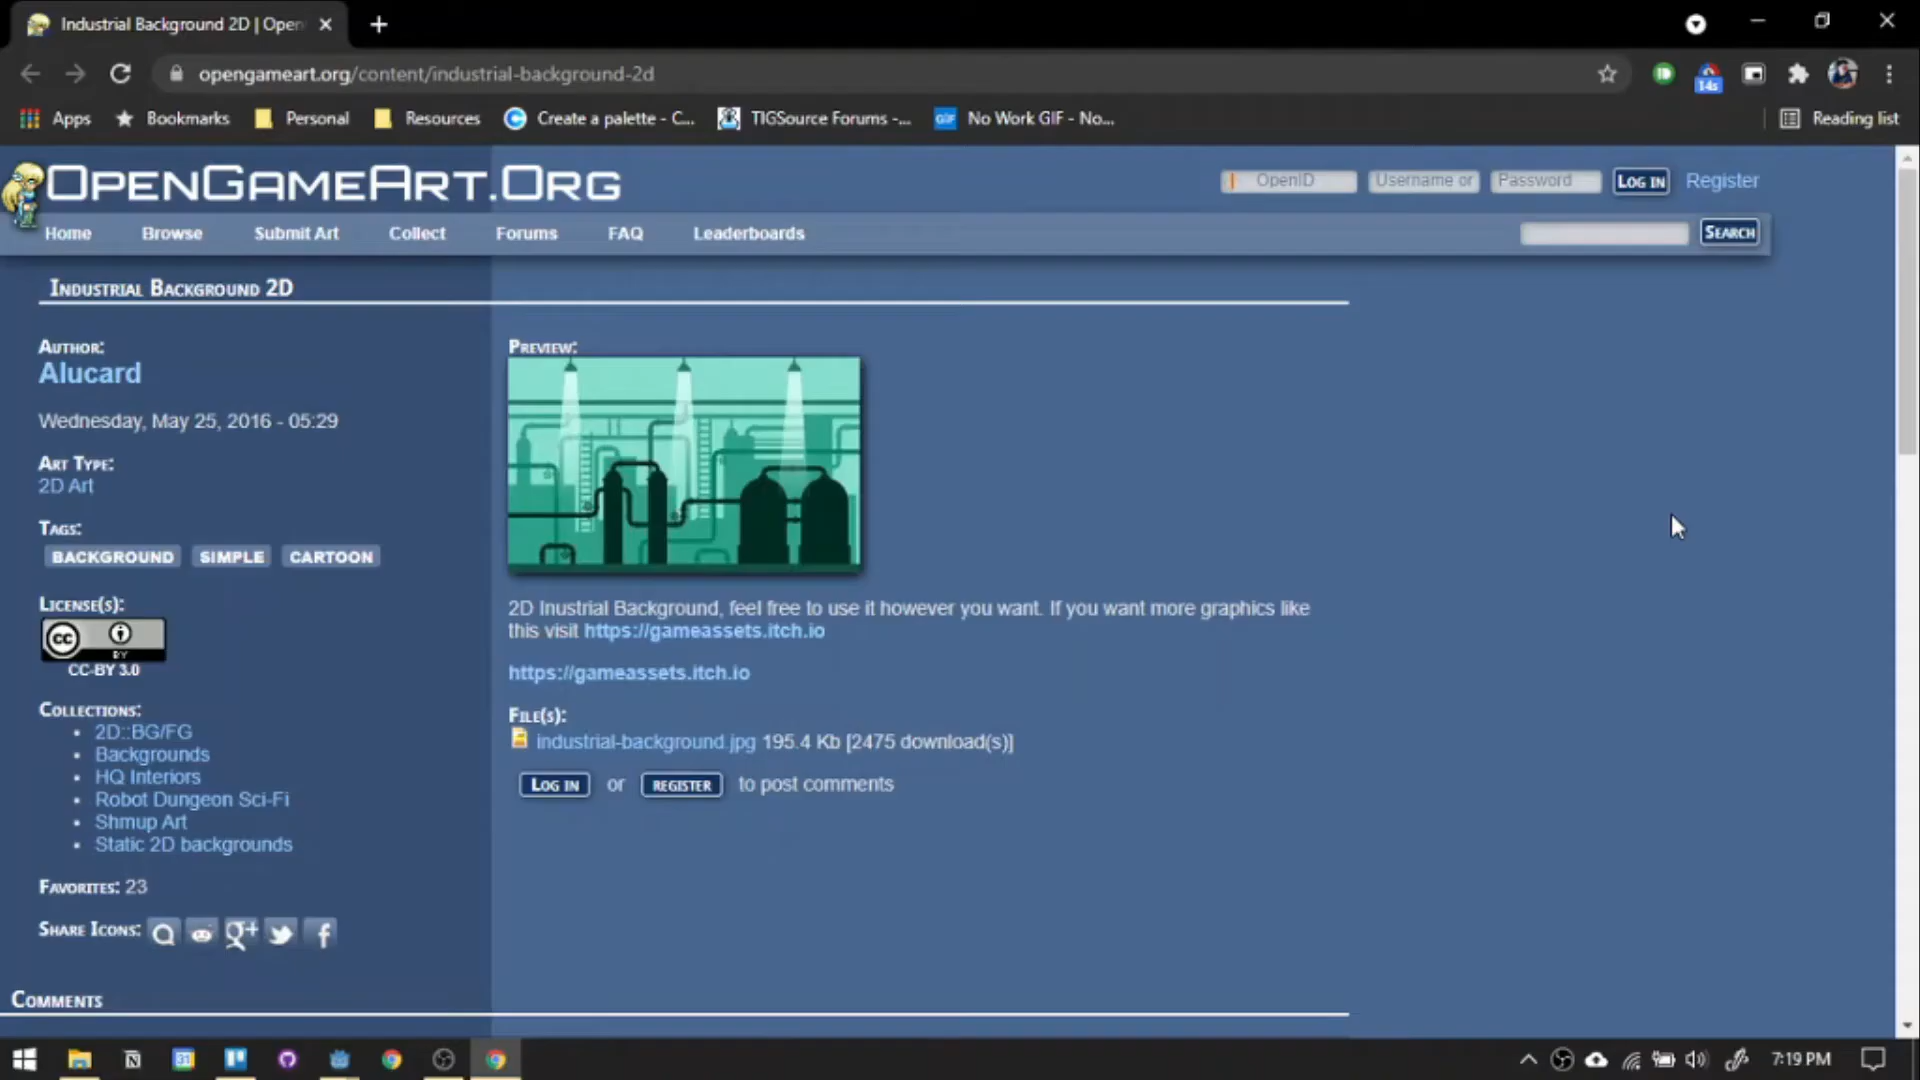 Industrial Background 2D | Open
opengameart.org/content/industrial-background-2d
14s
Apps
Bookmarks
Personal
Resources
Create a palette - C...
TIGSource Forums -...
GIF
No Work GIF - No...
Reading list
OpenGameArt.Org
OpenID
Username or
Password
Log in
Register
Home
Browse
Submit Art
Collect
Forums
FAQ
Leaderboards
Search
Industrial Background 2D
Author:
Alucard
Wednesday, May 25, 2016 - 05:29
Art Type:
2D Art
Tags:
BACKGROUND
SIMPLE
CARTOON
License(s):
CC
BY
CC-BY 3.0
Collections:
• 2D::BG/FG
• Backgrounds
• HQ Interiors
• Robot Dungeon Sci-Fi
• Shmup Art
• Static 2D backgrounds
Favorites: 23
Share Icons:
Preview:
2D Inustrial Background, feel free to use it however you want. If you want more graphics like
this visit https://gameassets.itch.io
https://gameassets.itch.io
File(s):
industrial-background.jpg 195.4 Kb [2475 download(s)]
Log in or register to post comments
Comments
31
7:19 PM